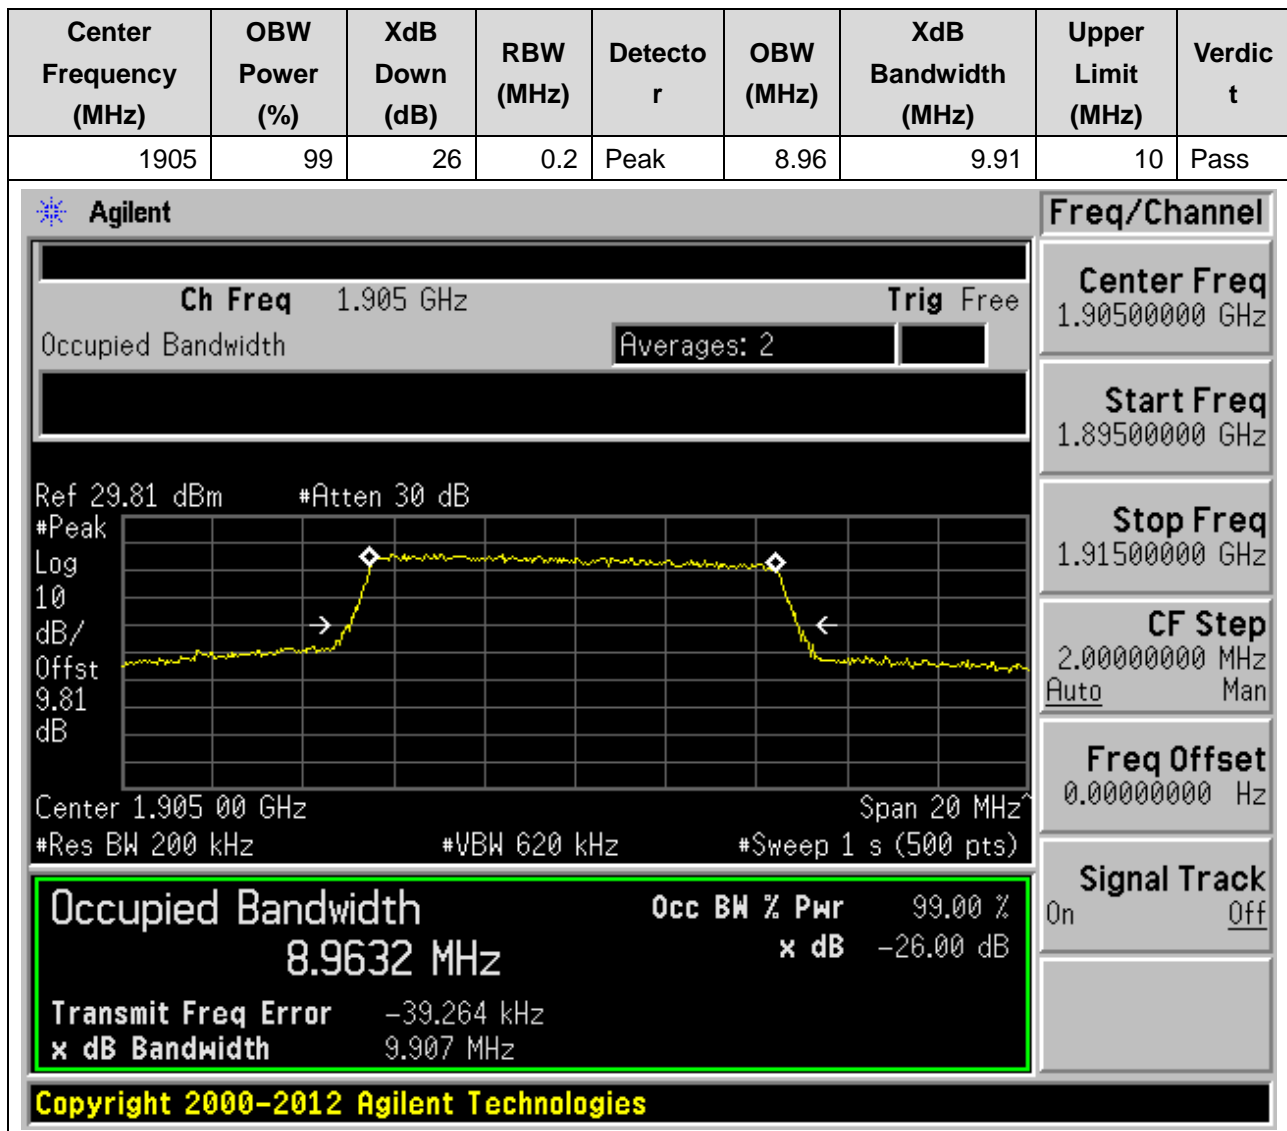 Center Frequency (MHz) OBW Power (%) XdB Down (dB) RBW (MHz) Detecto r OBW (MHz) XdB Bandwidth (MHz) Upper Limit (MHz) Verdic t
1905 99 26 0.2 Peak 8.96 9.91 10 Pass
Agilent
Freq/Channel
Ch Freq 1.905 GHz Trig Free
Occupied Bandwidth Averages: 2
Ref 29.81 dBm #Atten 30 dB
#Peak
Log
10
dB/
Offst
9.81
dB
Center 1.905 00 GHz Span 20 MHz^
#Res BW 200 kHz #VBW 620 kHz #Sweep 1 s (500 pts)
Occupied Bandwidth Occ BW % Pwr 99.00 %
8.9632 MHz x dB -26.00 dB
Transmit Freq Error -39.264 kHz
x dB Bandwidth 9.907 MHz
Center Freq
1.90500000 GHz
Start Freq
1.89500000 GHz
Stop Freq
1.91500000 GHz
CF Step
2.00000000 MHz
Auto Man
Freq Offset
0.00000000 Hz
Signal Track
On Off
Copyright 2000-2012 Agilent Technologies